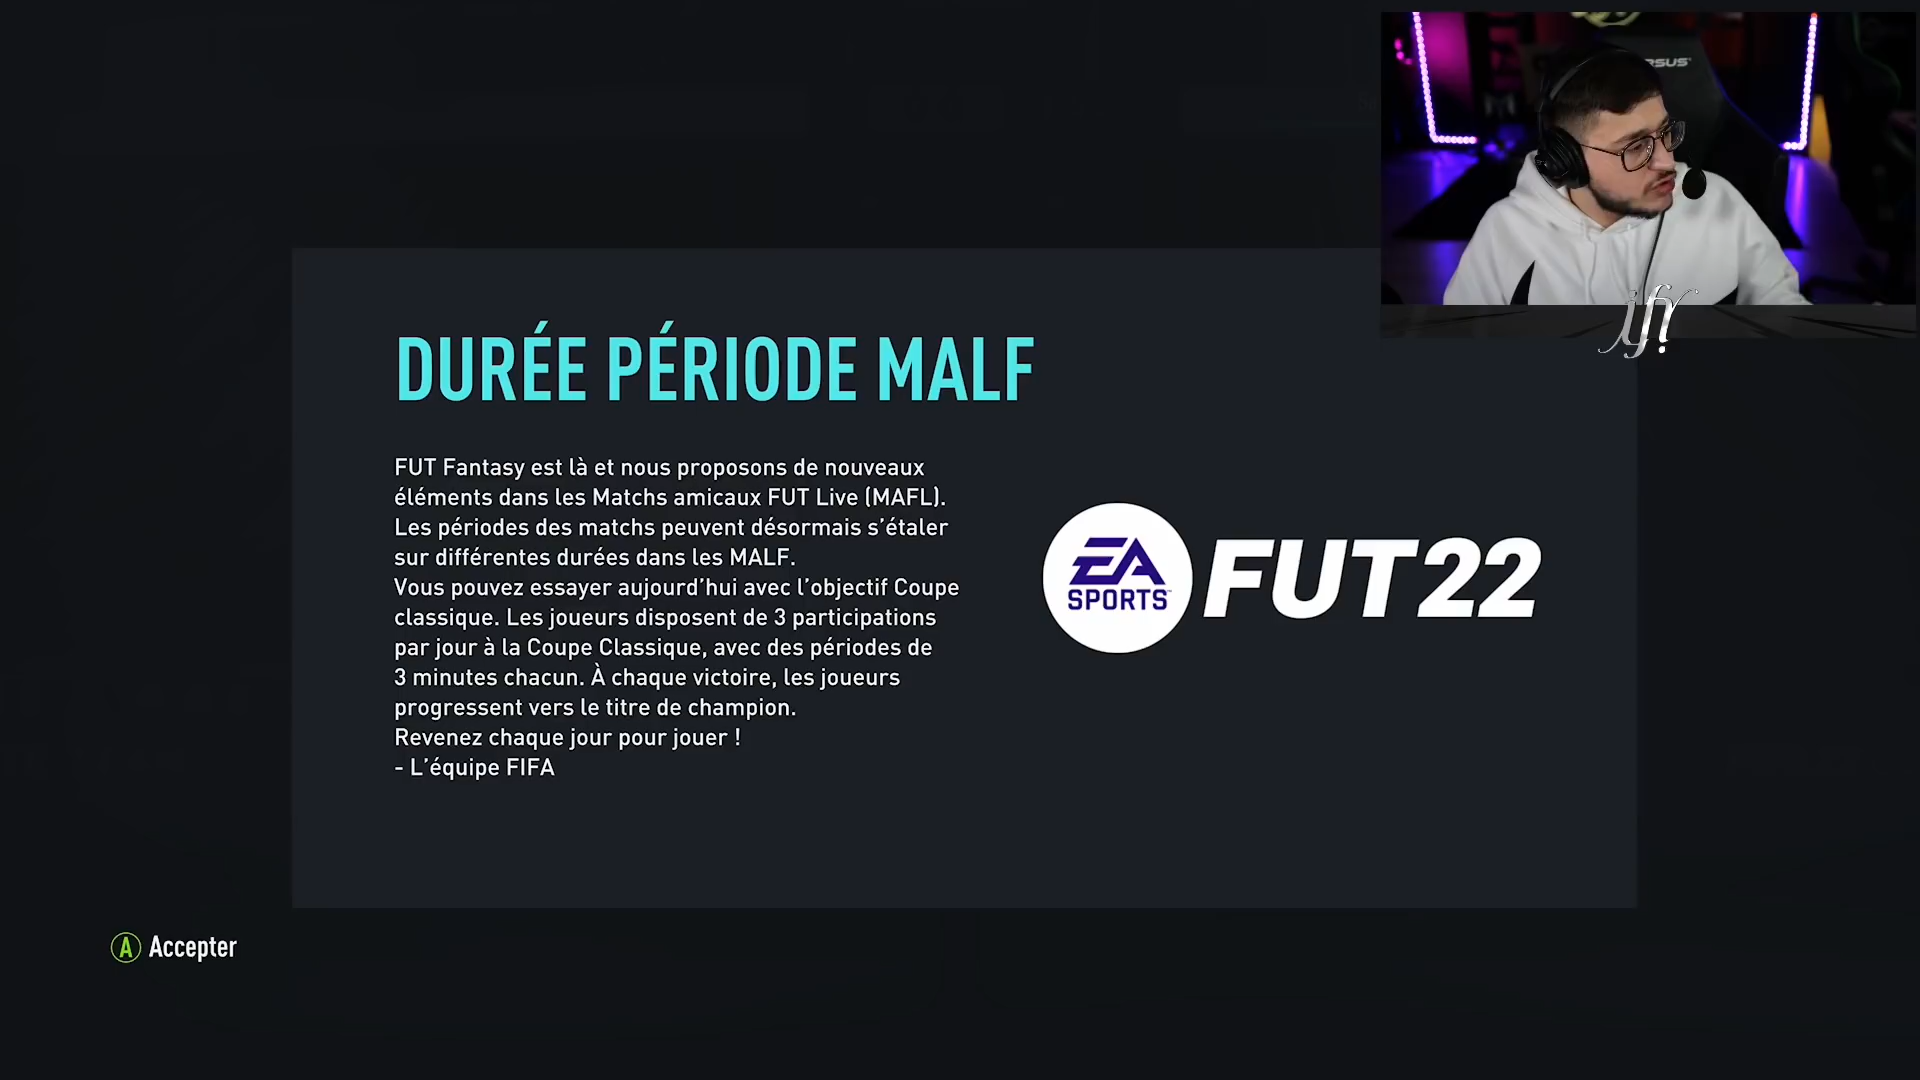 RSUS
DURÉE PÉRIODE MALF
FUT Fantasy est là et nous proposons de nouveaux
éléments dans les Matchs amicaux FUT Live (MAFL).
Les périodes des matchs peuvent désormais s’étaler
sur différentes durées dans les MALF.
Vous pouvez essayer aujourd’hui avec l’objectif Coupe
classique. Les joueurs disposent de 3 participations
par jour à la Coupe Classique, avec des périodes de
3 minutes chacun. À chaque victoire, les joueurs
progressent vers le titre de champion.
Revenez chaque jour pour jouer !
- L’équipe FIFA
EA
SPORTS™
FUT22
A Accepter